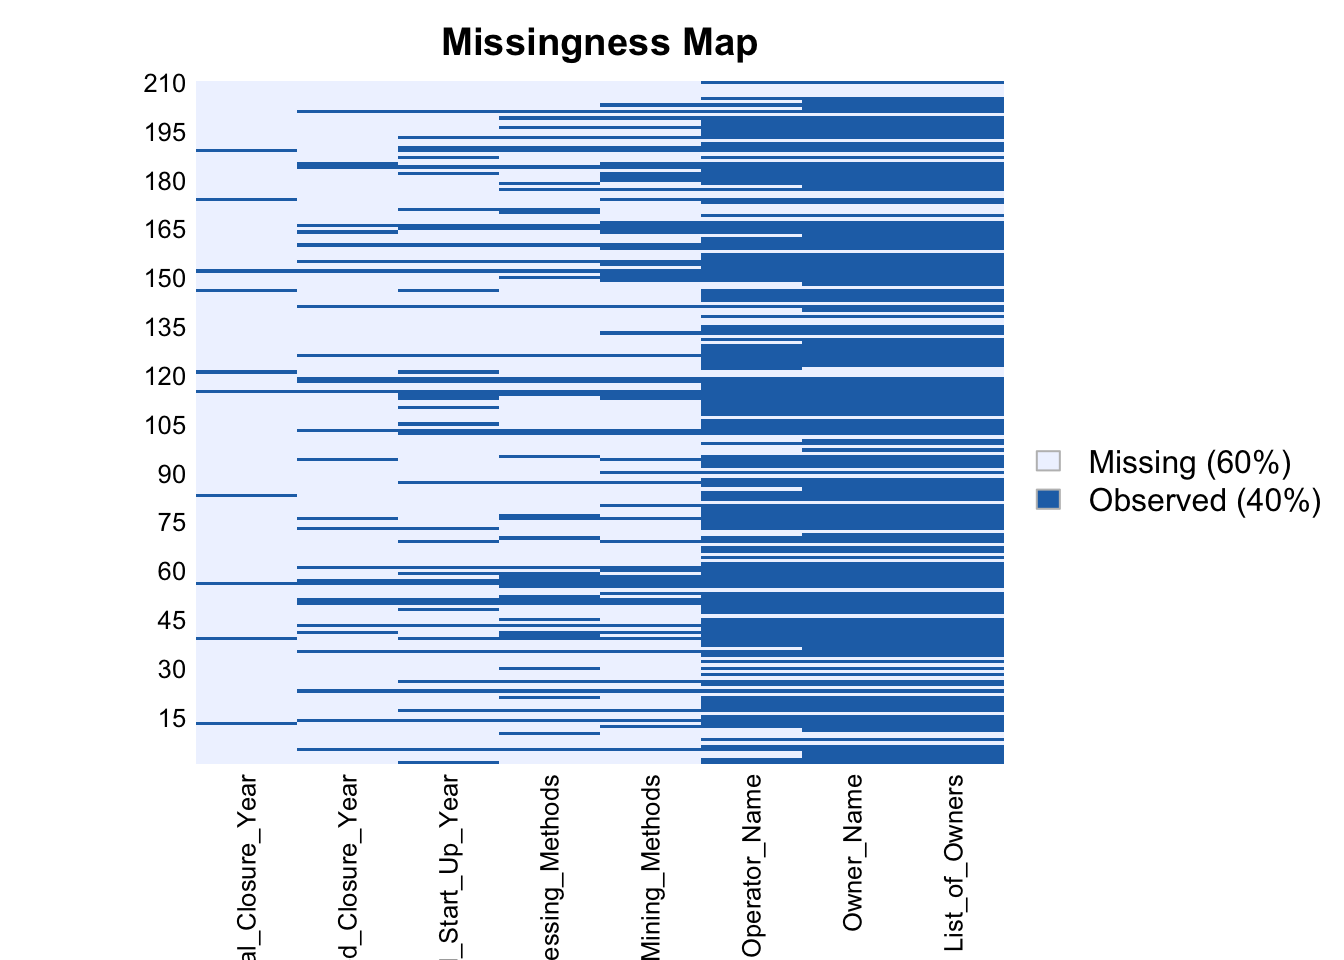 Missingness Map
210
195
180
165
150
135
120
105
90
75
60
45
30
15
Missing (60%)
Observed (40%)
al_Closure_Year
d_Closure_Year
_Start_Up_Year
essing_Methods
Mining_Methods
Operator_Name
Owner_Name
List_of_Owners